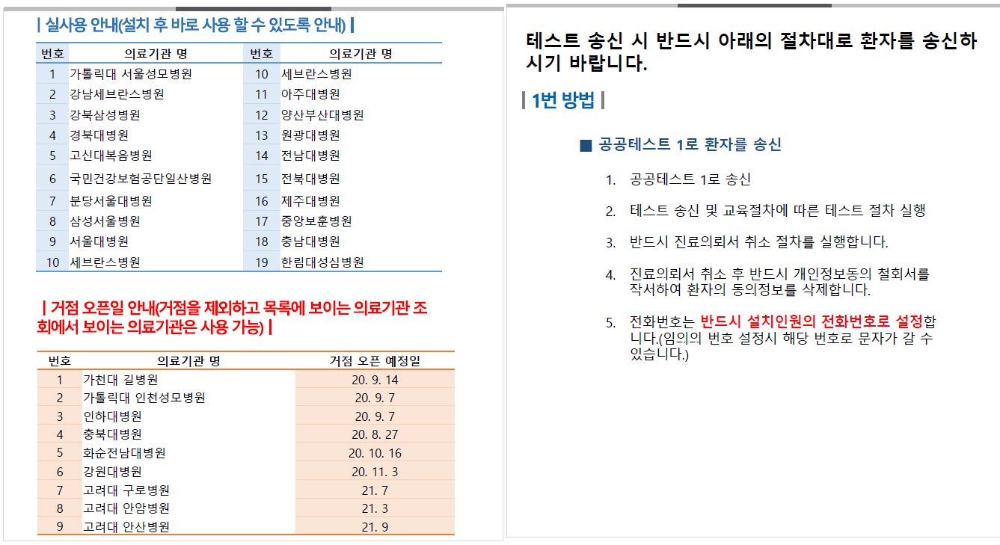 | 실사용 안내(설치 후 바로 사용 할 수 있도록 안내) |
번호 의료기관 명 번호 의료기관 명
1 가톨릭대 서울성모병원 10 세브란스병원
2 강남세브란스병원 11 아주대병원
3 강북삼성병원 12 양산부산대병원
4 경북대병원 13 원광대병원
5 고신대복음병원 14 전남대병원
6 국민건강보험공단일산병원 15 전북대병원
7 분당서울대병원 16 제주대병원
8 삼성서울병원 17 중앙보훈병원
9 서울대병원 18 충남대병원
10 세브란스병원 19 한림대성심병원
| 거점 오픈일 안내(거점을 제외하고 목록에 보이는 의료기관 조
회에서 보이는 의료기관은 사용 가능) |
번호 의료기관 명 거점 오픈 예정일
1 가천대 길병원 20. 9. 14
2 가톨릭대 인천성모병원 20. 9. 7
3 인하대병원 20. 9. 7
4 충북대병원 20. 8. 27
5 화순전남대병원 20. 10. 16
6 강원대병원 20. 11. 3
7 고려대 구로병원 21. 7
8 고려대 안암병원 21. 3
9 고려대 안산병원 21. 9
테스트 송신 시 반드시 아래의 절차대로 환자를 송신하
시기 바랍니다.
| 1번 방법 |
■ 공공테스트 1로 환자를 송신
1. 공공테스트 1로 송신
2. 테스트 송신 및 교육절차에 따른 테스트 절차 실행
3. 반드시 진료의뢰서 취소 절차를 실행합니다.
4. 진료의뢰서 취소 후 반드시 개인정보동의 철회서를
작서하여 환자의 동의정보를 삭제합니다.
5. 전화번호는 반드시 설치인원의 전화번호로 설정합
니다.(임의의 번호 설정시 해당 번호로 문자가 갈 수
있습니다.)